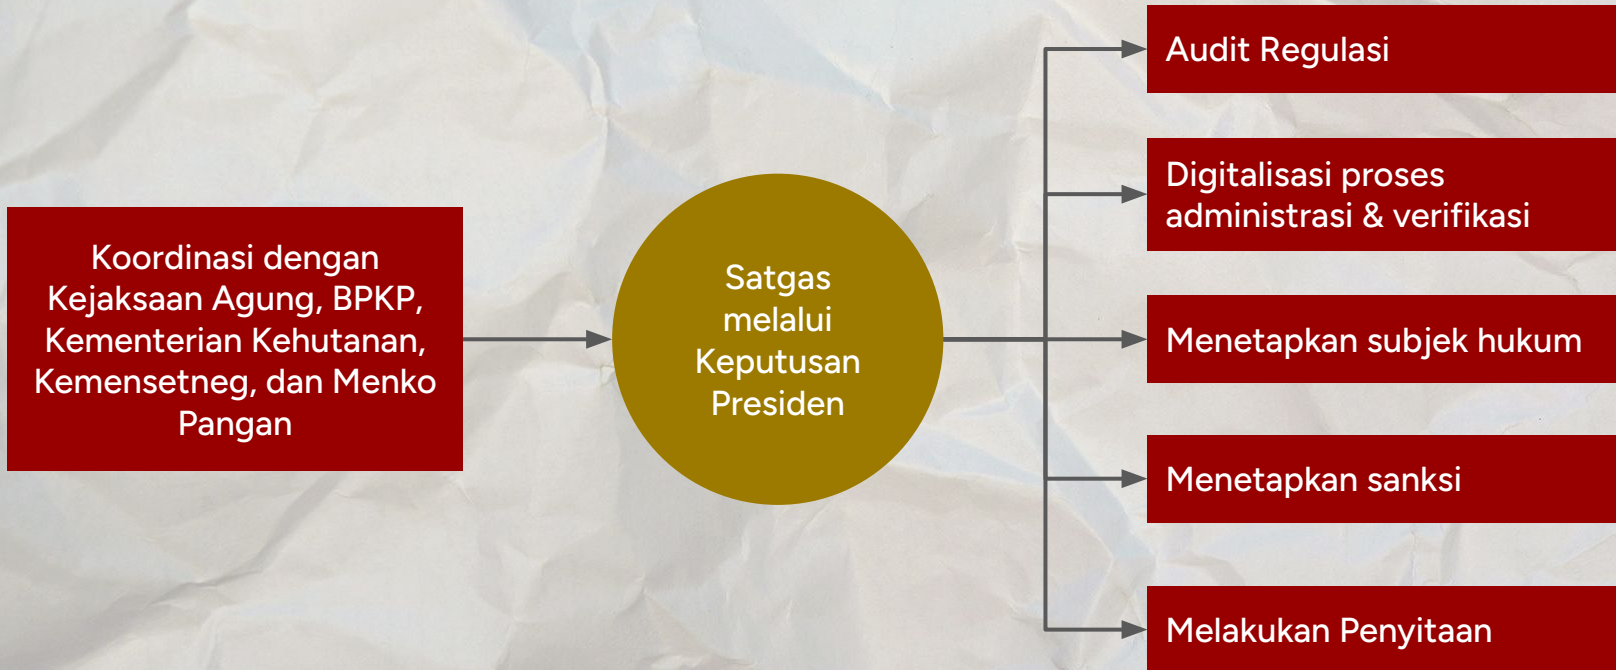 Koordinasi dengan
Kejaksaan Agung, BPKP,
Kementerian Kehutanan,
Kemensetneg, dan Menko
Pangan
Satgas
melalui
Keputusan
Presiden
Audit Regulasi
Digitalisasi proses
administrasi & verifikasi
Menetapkan subjek hukum
Menetapkan sanksi
Melakukan Penyitaan